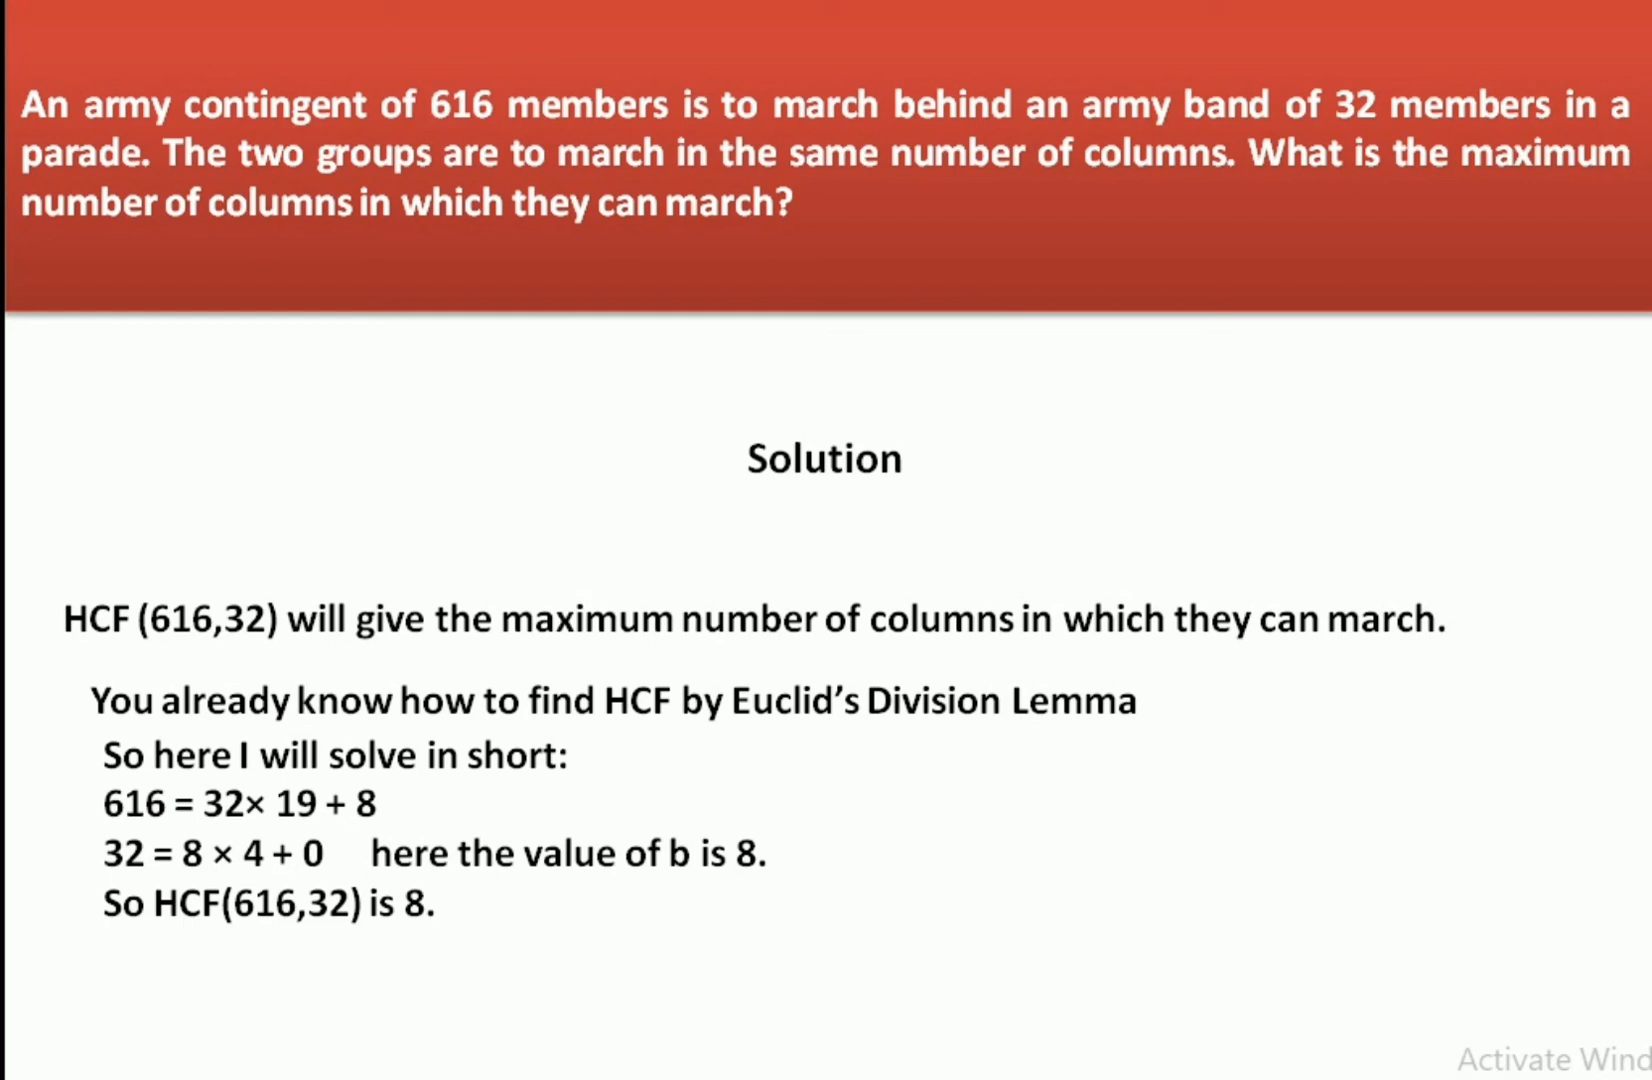 An army contingent of 616 members is to march behind an army band of 32 members in a
parade. The two groups are to march in the same number of columns. What is the maximum
number of columns in which they can march?
Solution
HCF (616,32) will give the maximum number of columns in which they can march.
You already know how to find HCF by Euclid’s Division Lemma
So here I will solve in short:
616 = 32× 19 + 8
32 = 8 × 4 + 0 here the value of b is 8.
So HCF(616,32) is 8.
Activate Wind